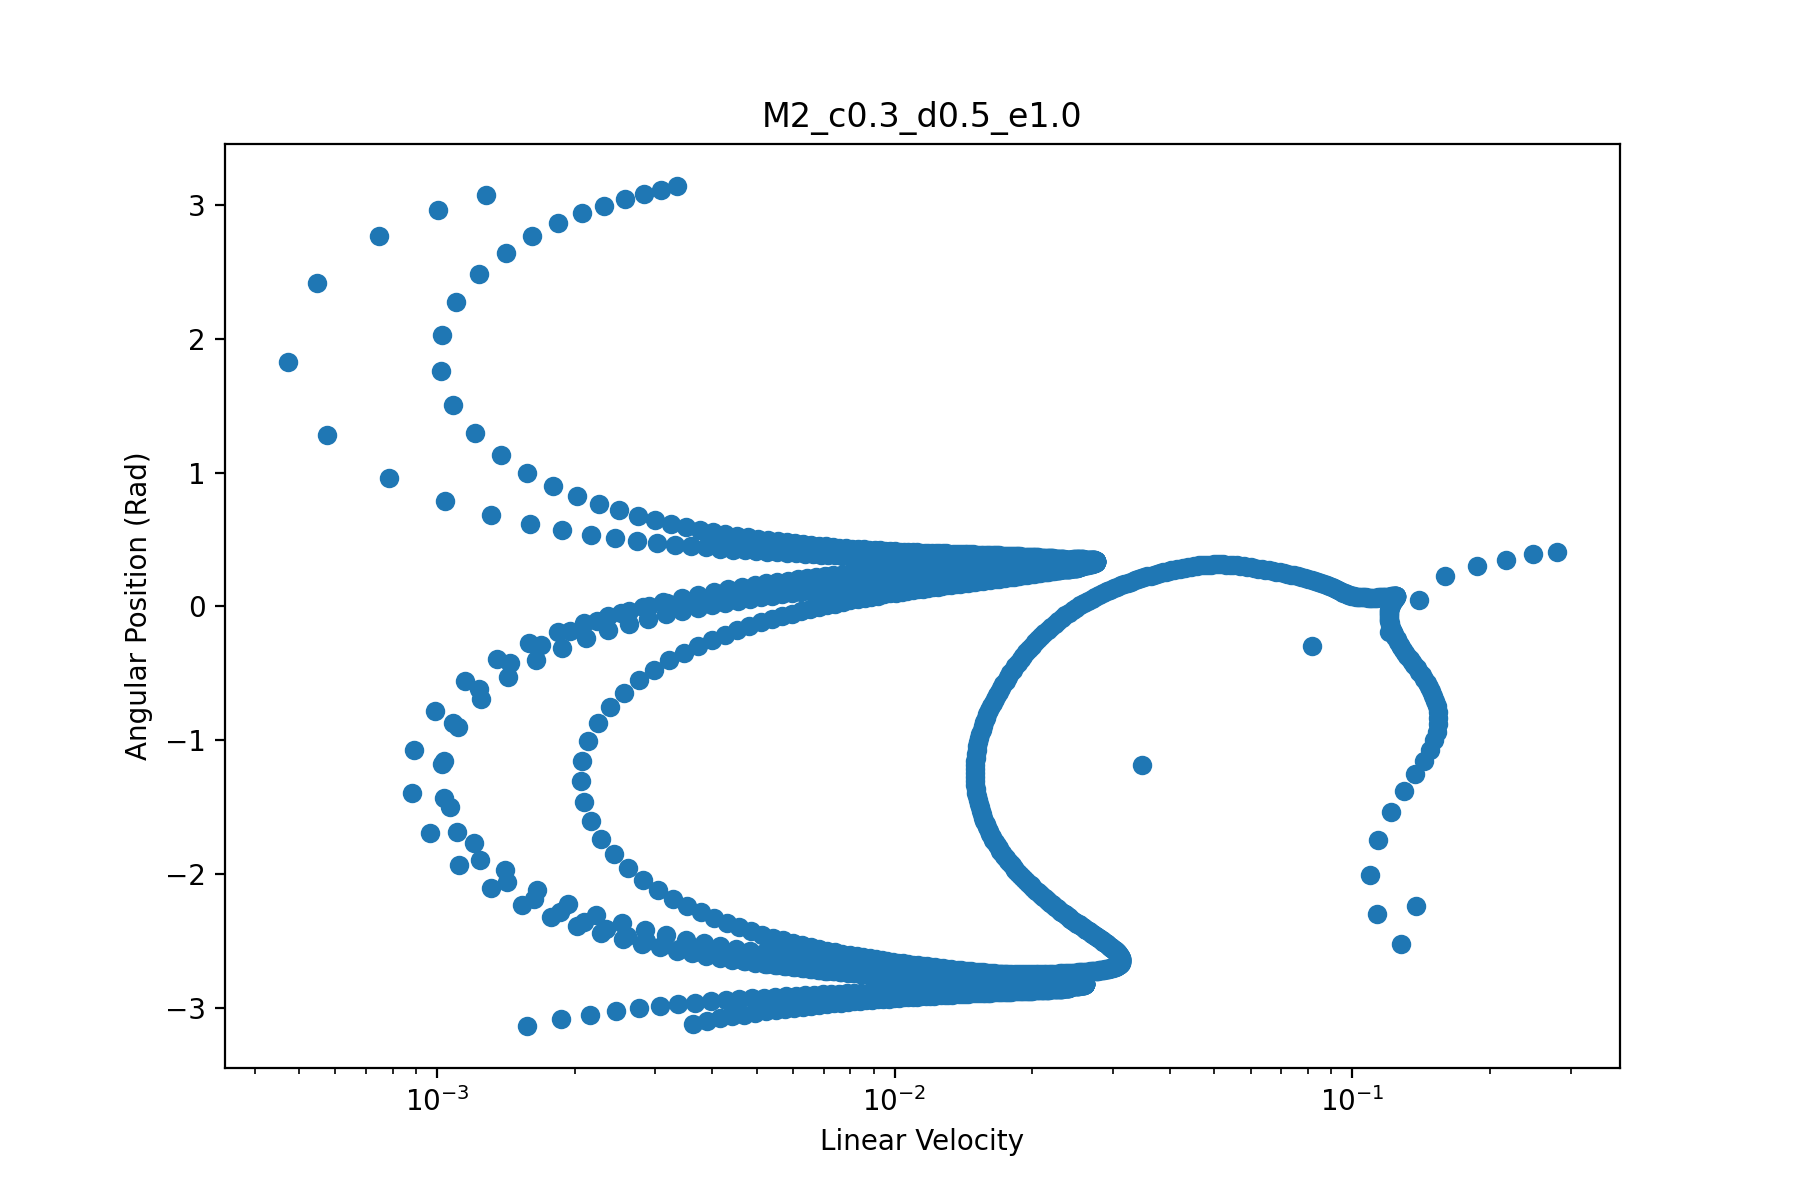 M2_c0.3_d0.5_e1.0
3
2
1
0
−1
−2
−3
Angular Position (Rad)
10⁻³ 10⁻² 10⁻¹
Linear Velocity